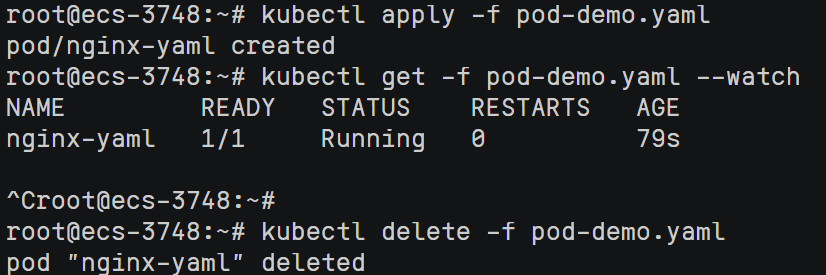 root@ecs-3748:~# kubectl apply -f pod-demo.yaml
pod/nginx-yaml created
root@ecs-3748:~# kubectl get -f pod-demo.yaml --watch
NAME         READY   STATUS    RESTARTS   AGE
nginx-yaml   1/1     Running   0          79s
^Croot@ecs-3748:~#
root@ecs-3748:~# kubectl delete -f pod-demo.yaml
pod "nginx-yaml" deleted